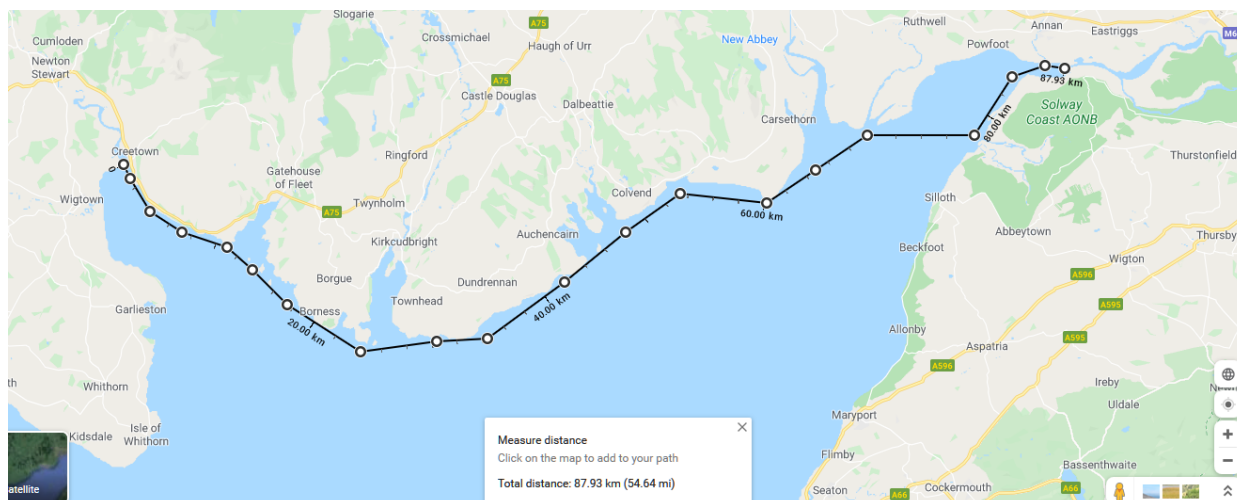 Slogarie
A75
Ruthwell
Annan
Eastriggs
M6
Cumloden
Crossmichael
Haugh of Urr
New Abbey
Powfoot
Newton
Stewart
A75
Castle Douglas
Dalbeattie
87.93 km
Solway
Coast AONB
80.00 km
Carsethorn
Creetown
0
Ringford
Thurstonfield
Gatehouse
of Fleet
Wigtown
Twynholm
A75
Colvend
60.00 km
Silloth
Abbeytown
Thursby
Auchencairn
Kirkcudbright
Beckfoot
Wigton
A596
Borgue
Dundrennan
Garlieston
Borness
Townhead
40.00 km
20.00 km
A595
Allonby
Aspatria
A595
A596
th
Whithorn
Ireby
Uldale
Maryport
Isle of
Whithorn
Kidsdale
Measure distance
Click on the map to add to your path
Total distance: 87.93 km (54.64 mi)
Flimby
Bassenthwaite
Seaton
Cockermouth
A66
A66
atellite